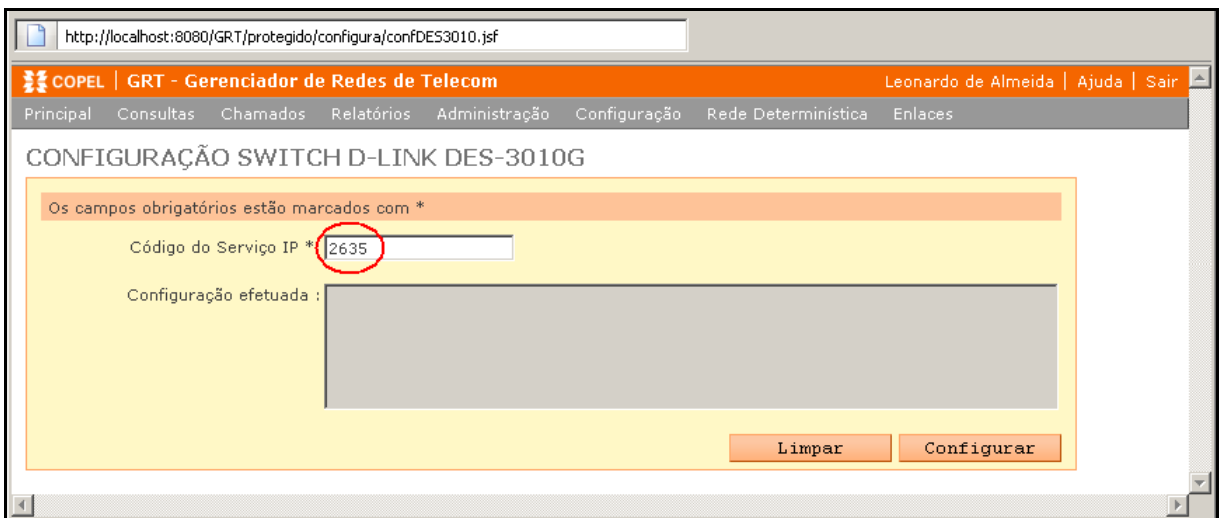 http://localhost:8080/GRT/protegido/configura/confDES3010.jsf
COPEL | GRT - Gerenciador de Redes de Telecom Leonardo de Almeida | Ajuda | Sair
Principal Consultas Chamados Relatórios Administração Configuração Rede Determinística Enlaces
CONFIGURAÇÃO SWITCH D-LINK DES-3010G
Os campos obrigatórios estão marcados com *
Código do Serviço IP * 2635
Configuração efetuada :
Limpar Configurar